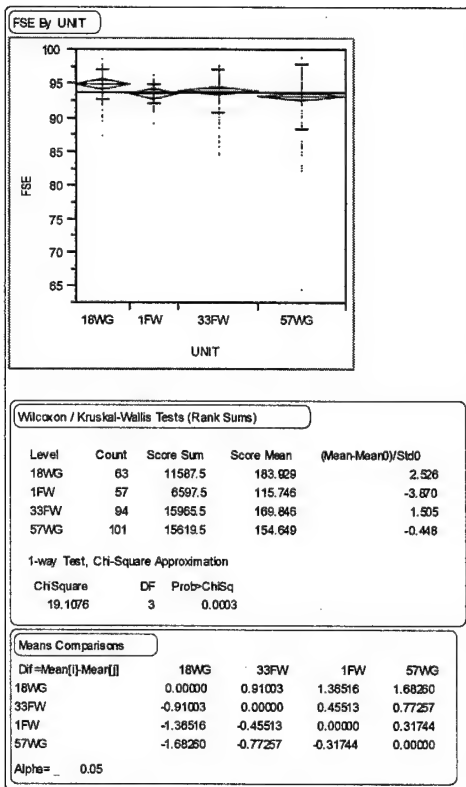 FSE By UNIT
100
95
90
85
80
75
70
65
FSE
18WG 1FW 33FW 57WG
UNIT
Wilcoxon / Kruskal-Wallis Tests (Rank Sums)
Level Count Score Sum Score Mean (Mean-Mean0)/Std0
18WG 63 11587.5 183.929 2.526
1FW 57 6597.5 115.746 -3.870
33FW 94 15965.5 169.846 1.505
57WG 101 15619.5 154.649 -0.448
1-way Test, Chi-Square Approximation
ChiSquare DF Prob>ChiSq
19.1076 3 0.0003
Means Comparisons
Dif=Mean[i]-Mean[j] 18WG 33FW 1FW 57WG
18WG 0.00000 0.91003 1.36516 1.68260
33FW -0.91003 0.00000 0.45513 0.77257
1FW -1.36516 -0.45513 0.00000 0.31744
57WG -1.68260 -0.77257 -0.31744 0.00000
Alpha= _ 0.05